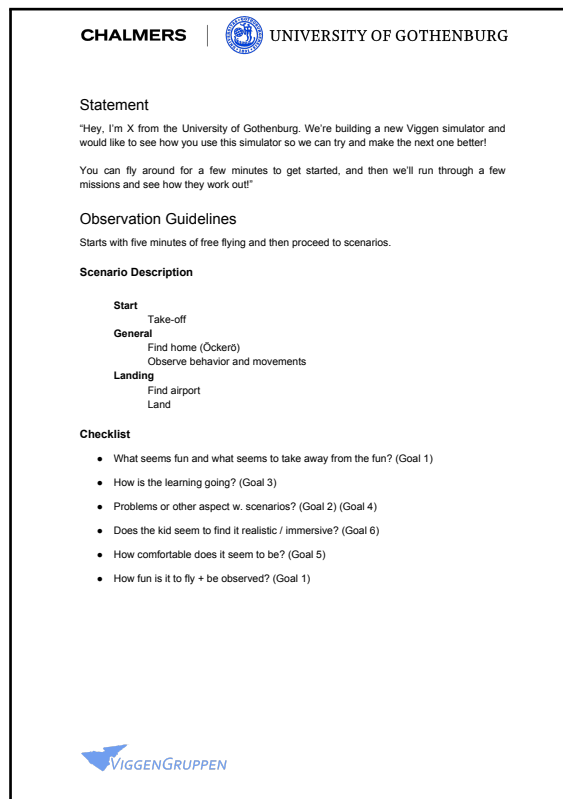 CHALMERS | UNIVERSITY OF GOTHENBURG
Statement
“Hey, I’m X from the University of Gothenburg. We’re building a new Viggen simulator and
would like to see how you use this simulator so we can try and make the next one better!
You can fly around for a few minutes to get started, and then we’ll run through a few
missions and see how they work out!”
Observation Guidelines
Starts with five minutes of free flying and then proceed to scenarios.
Scenario Description
Start
Take-off
General
Find home (Öckerö)
Observe behavior and movements
Landing
Find airport
Land
Checklist
● What seems fun and what seems to take away from the fun? (Goal 1)
● How is the learning going? (Goal 3)
● Problems or other aspect w. scenarios? (Goal 2) (Goal 4)
● Does the kid seem to find it realistic / immersive? (Goal 6)
● How comfortable does it seem to be? (Goal 5)
● How fun is it to fly + be observed? (Goal 1)
VIGGENGRUPPEN